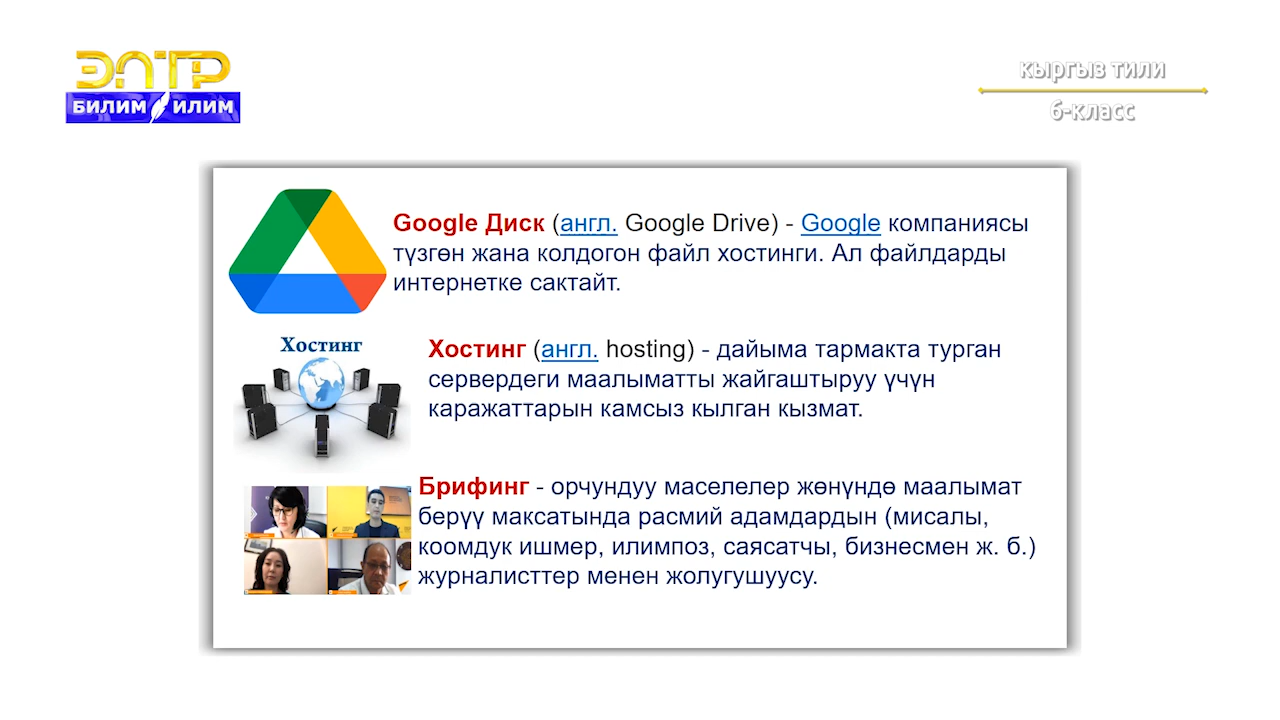 ЭЛТР
БИЛИМ ИЛИМ
кыргыз тили
6-класс
Google Диск (англ. Google Drive) - Google компаниясы
түзгөн жана колдогон файл хостинги. Ал файлдарды
интернетке сактайт.
Хостинг
Хостинг (англ. hosting) - дайыма тармакта турган
сервердеги маалыматты жайгаштыруу үчүн
каражаттарын камсыз кылган кызмат.
Брифинг - орчундуу маселелер жөнүндө маалымат
берүү максатында расмий адамдардын (мисалы,
коомдук ишмер, илимпоз, саясатчы, бизнесмен ж. б.)
журналисттер менен жолугушуусу.